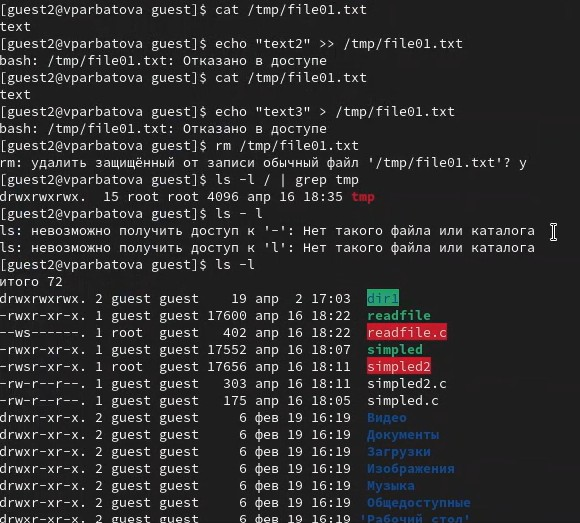 [guest2@vparbatova guest]$ cat /tmp/file01.txt
text
[guest2@vparbatova guest]$ echo "text2" >> /tmp/file01.txt
bash: /tmp/file01.txt: Отказано в доступе
[guest2@vparbatova guest]$ cat /tmp/file01.txt
text
[guest2@vparbatova guest]$ echo "text3" > /tmp/file01.txt
bash: /tmp/file01.txt: Отказано в доступе
[guest2@vparbatova guest]$ rm /tmp/file01.txt
rm: удалить защищённый от записи обычный файл '/tmp/file01.txt'? y
[guest2@vparbatova guest]$ ls -l / | grep tmp
drwxrwxrwx.  15 root root 4096 апр 16 18:35 tmp
[guest2@vparbatova guest]$ ls - l
ls: невозможно получить доступ к '-': Нет такого файла или каталога
ls: невозможно получить доступ к 'l': Нет такого файла или каталога
[guest2@vparbatova guest]$ ls -l
итого 72
drwxrwxrwx. 2 guest guest    19 апр  2 17:03 dir1
-rwxr-xr-x. 1 guest guest 17600 апр 16 18:22 readfile
--ws------. 1 root  guest   402 апр 16 18:22 readfile.c
-rwxr-xr-x. 1 guest guest 17552 апр 16 18:07 simpled
-rwsr-xr-x. 1 root  guest 17656 апр 16 18:11 simpled2
-rw-r--r--. 1 guest guest   303 апр 16 18:11 simpled2.c
-rw-r--r--. 1 guest guest   175 апр 16 18:05 simpled.c
drwxr-xr-x. 2 guest guest     6 фев 19 16:19 Видео
drwxr-xr-x. 2 guest guest     6 фев 19 16:19 Документы
drwxr-xr-x. 2 guest guest     6 фев 19 16:19 Загрузки
drwxr-xr-x. 2 guest guest     6 фев 19 16:19 Изображения
drwxr-xr-x. 2 guest guest     6 фев 19 16:19 Музыка
drwxr-xr-x. 2 guest guest     6 фев 19 16:19 Общедоступные
drwxr-xr-x. 2 guest guest     6 фев 19 16:19 'Рабочий стол'